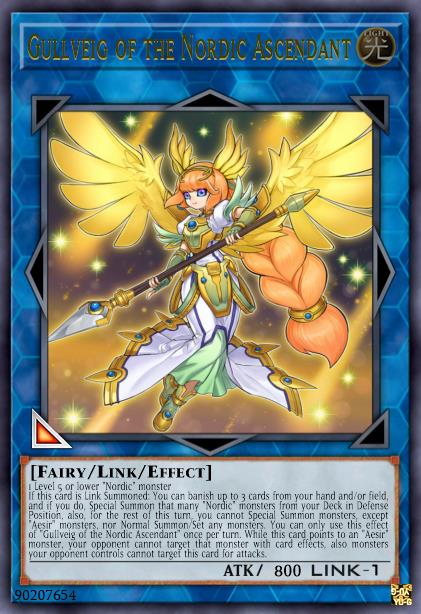 Gullveig of the Nordic Ascendant
LIGHT
光
[Fairy/Link/Effect]
1 Level 5 or lower "Nordic" monster
If this card is Link Summoned: You can banish up to 3 cards from your hand and/or field,
and if you do, Special Summon that many "Nordic" monsters from your Deck in Defense
Position, also, for the rest of this turn, you cannot Special Summon monsters, except
"Aesir" monsters, nor Normal Summon/Set any monsters. You can only use this effect
of "Gullveig of the Nordic Ascendant" once per turn. While this card points to an "Aesir"
monster, your opponent cannot target that monster with card effects, also monsters
your opponent controls cannot target this card for attacks.
ATK/ 800 LINK-1
90207654